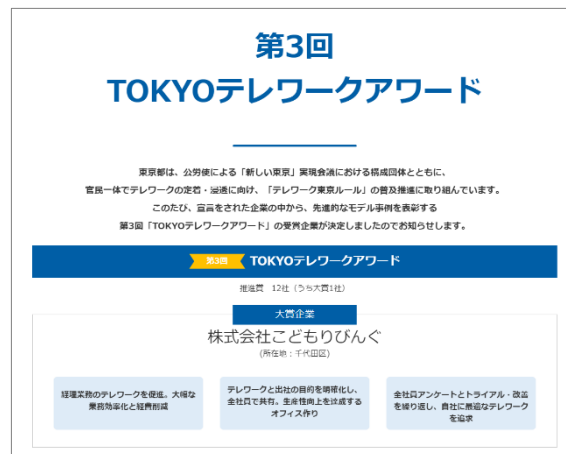 第3回
TOKYOテレワークアワード
東京都は、公労使による「新しい東京」実現会議における構成団体とともに、
官民一体でテレワークの定着・浸透に向け、「テレワーク東京ルール」の普及推進に取り組んでいます。
このたび、宣言をされた企業の中から、先進的なモデル事例を表彰する
第3回「TOKYOテレワークアワード」の受賞企業が決定しましたのでお知らせします。
第3回 TOKYOテレワークアワード
推進賞 12社（うち大賞1社）
大賞企業
株式会社こどもりびんぐ
(所在地：千代田区)
経理業務のテレワークを促進。大幅な
業務効率化と経費削減
テレワークと出社の目的を明確化し、
全社員で共有。生産性向上を達成する
オフィス作り
全社員アンケートとトライアル・改善
を繰り返し、自社に最適なテレワーク
を追求